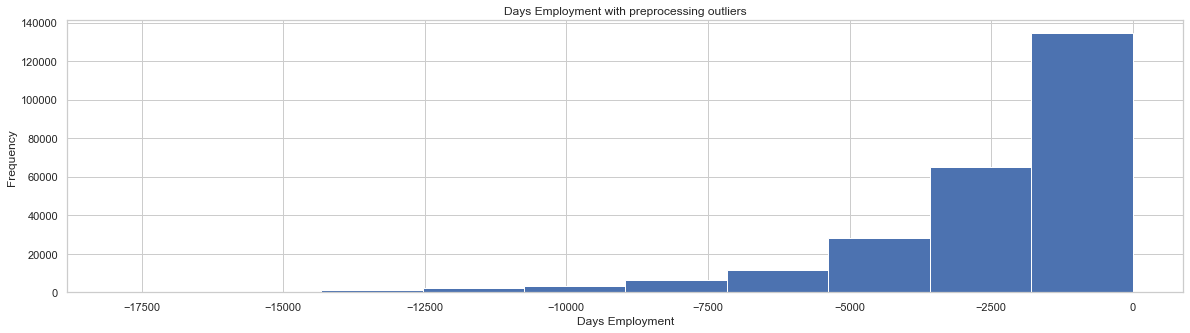 Days Employment with preprocessing outliers
140000
120000
100000
80000
60000
40000
20000
0
Frequency
−17500 −15000 −12500 −10000 −7500 −5000 −2500 0
Days Employment